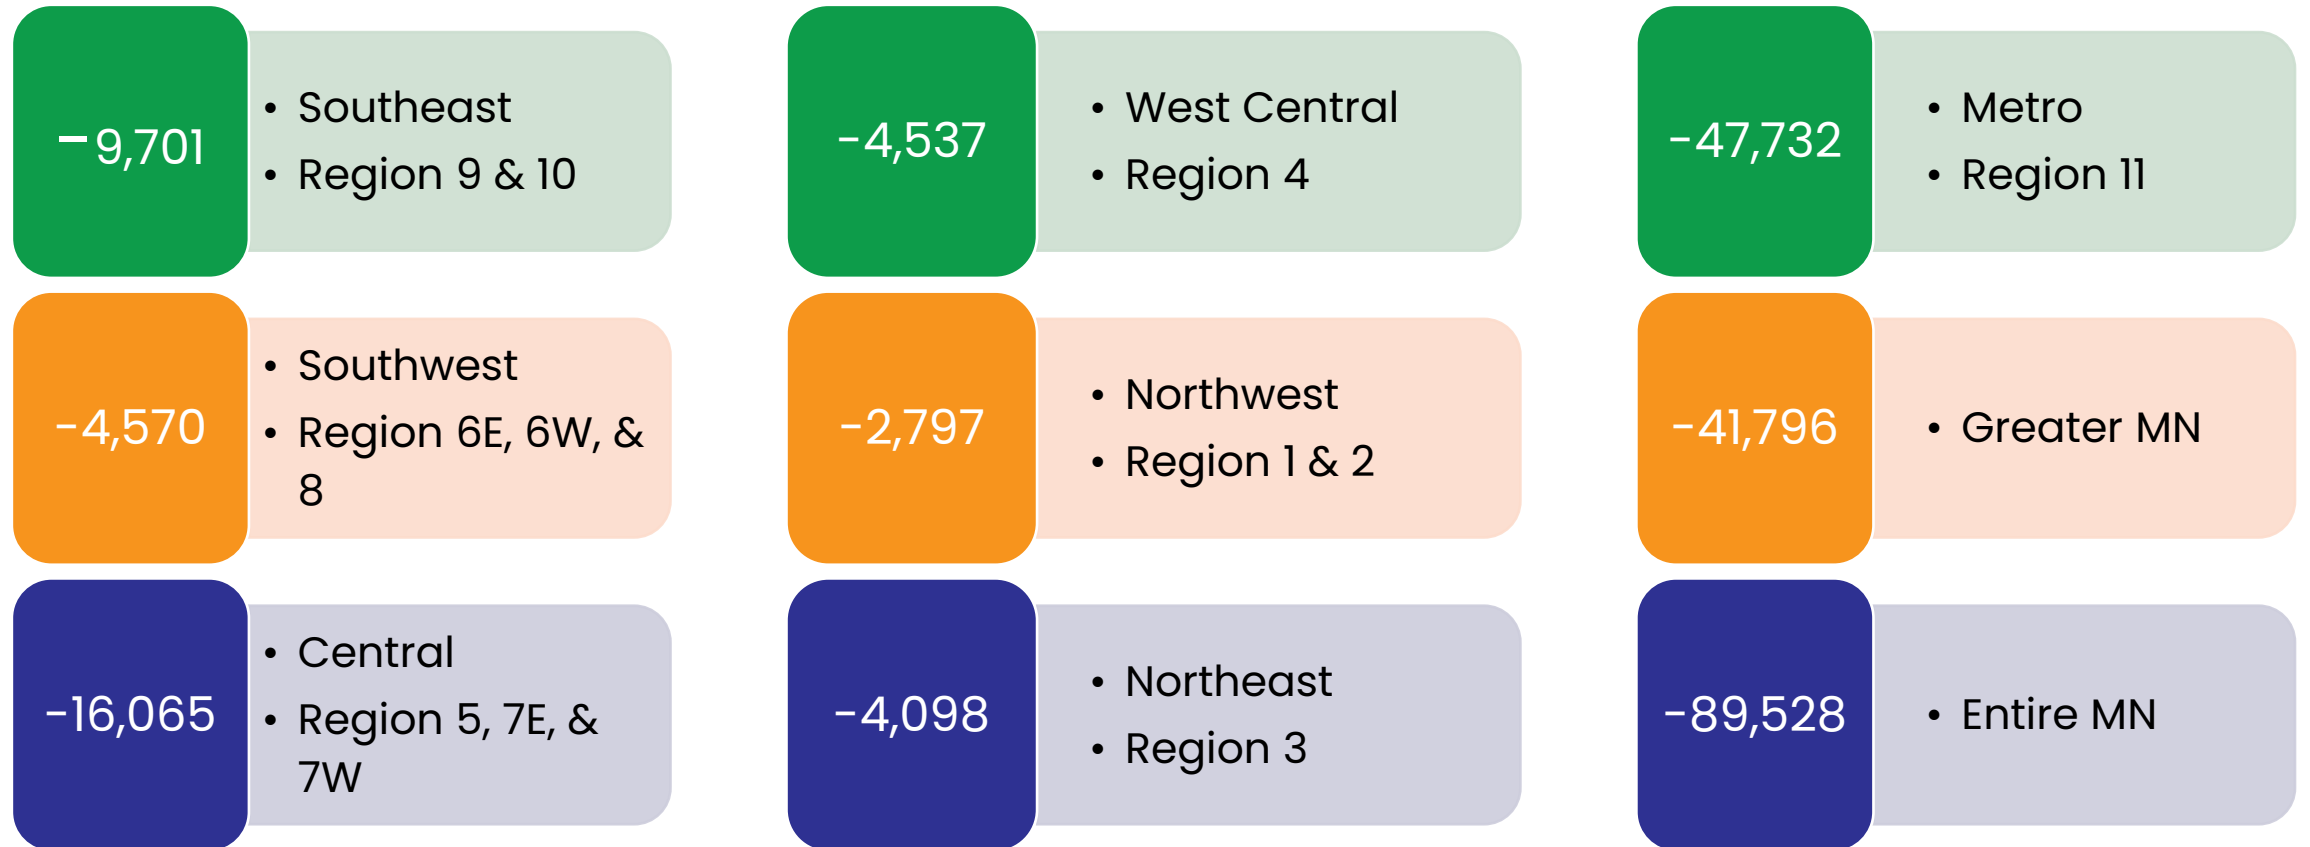 -9,701
• Southeast
• Region 9 & 10
-4,570
• Southwest
• Region 6E, 6W, &
8
-16,065
• Central
• Region 5, 7E, &
7W
-4,537
• West Central
• Region 4
-2,797
• Northwest
• Region 1 & 2
-4,098
• Northeast
• Region 3
-47,732
• Metro
• Region 11
-41,796
• Greater MN
-89,528
• Entire MN